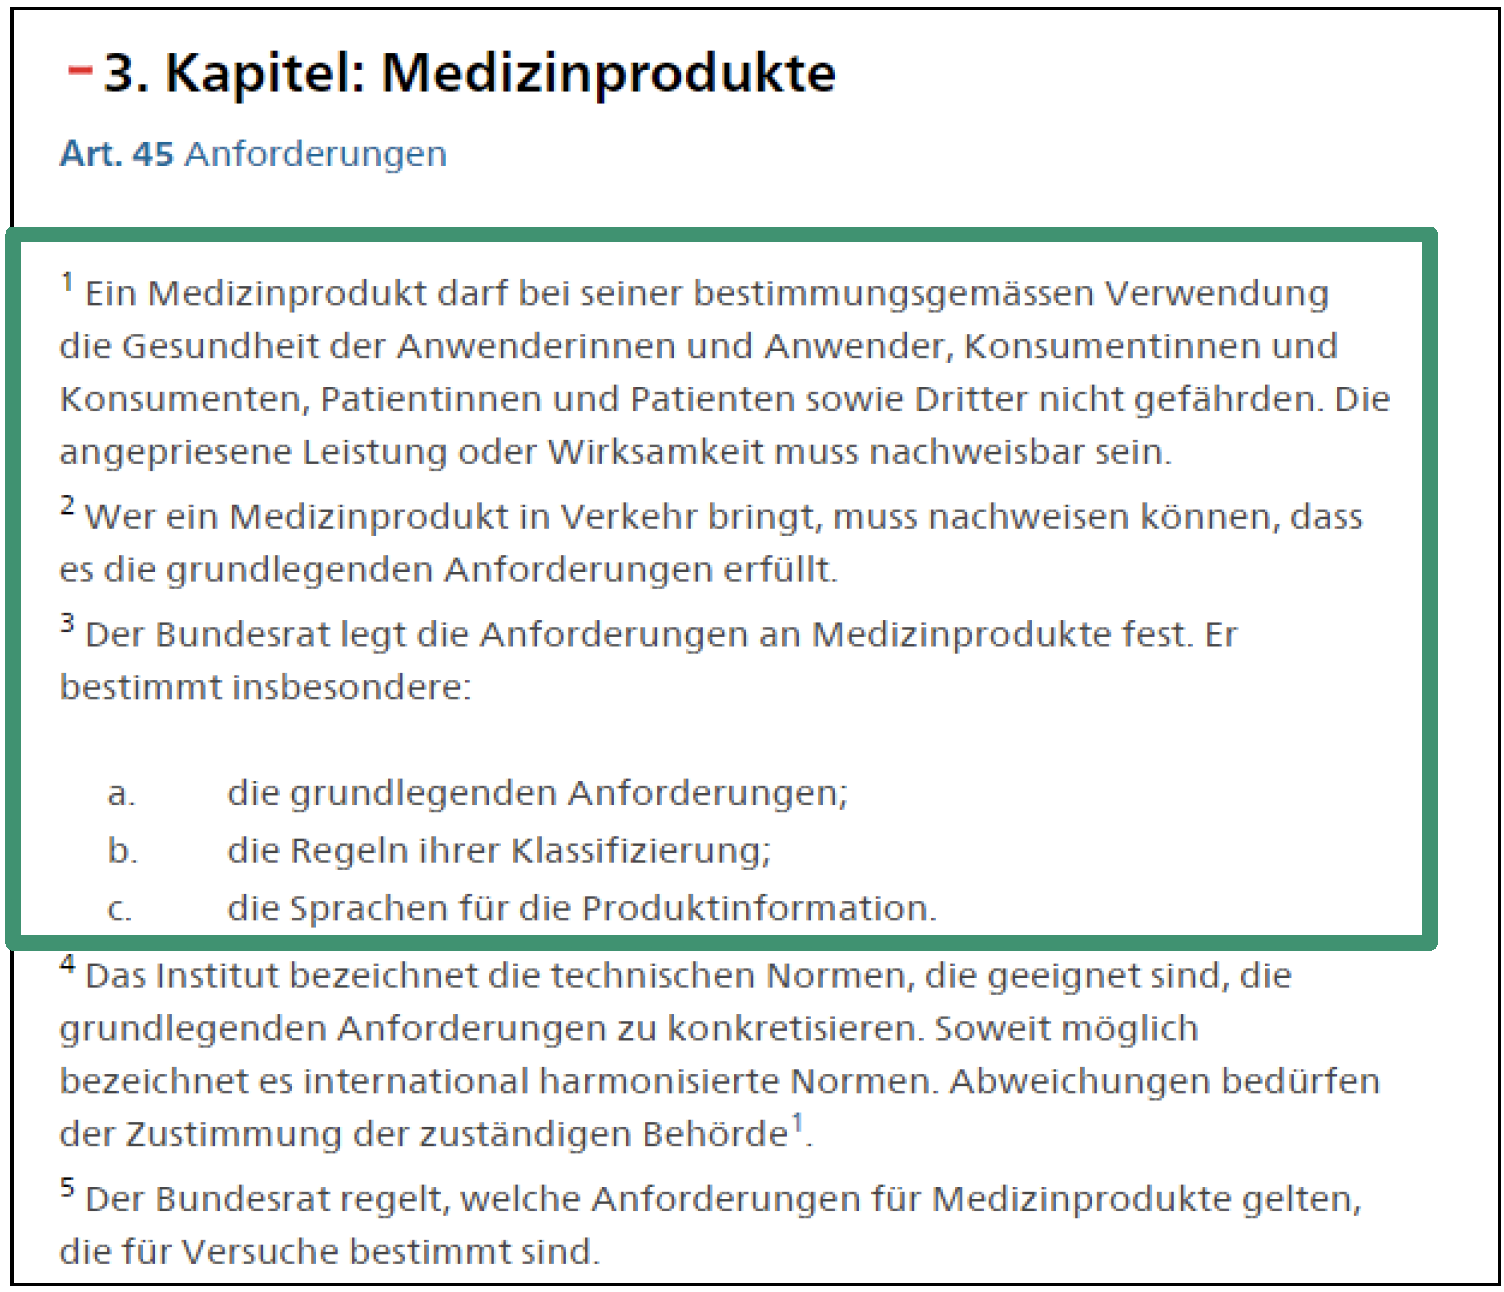 –3. Kapitel: Medizinprodukte
Art. 45 Anforderungen
1 Ein Medizinprodukt darf bei seiner bestimmungsgemässen Verwendung
die Gesundheit der Anwenderinnen und Anwender, Konsumentinnen und
Konsumenten, Patientinnen und Patienten sowie Dritter nicht gefährden. Die
angepriesene Leistung oder Wirksamkeit muss nachweisbar sein.
2 Wer ein Medizinprodukt in Verkehr bringt, muss nachweisen können, dass
es die grundlegenden Anforderungen erfüllt.
3 Der Bundesrat legt die Anforderungen an Medizinprodukte fest. Er
bestimmt insbesondere:
a. die grundlegenden Anforderungen;
b. die Regeln ihrer Klassifizierung;
c. die Sprachen für die Produktinformation.
4 Das Institut bezeichnet die technischen Normen, die geeignet sind, die
grundlegenden Anforderungen zu konkretisieren. Soweit möglich
bezeichnet es international harmonisierte Normen. Abweichungen bedürfen
der Zustimmung der zuständigen Behörde1.
5 Der Bundesrat regelt, welche Anforderungen für Medizinprodukte gelten,
die für Versuche bestimmt sind.